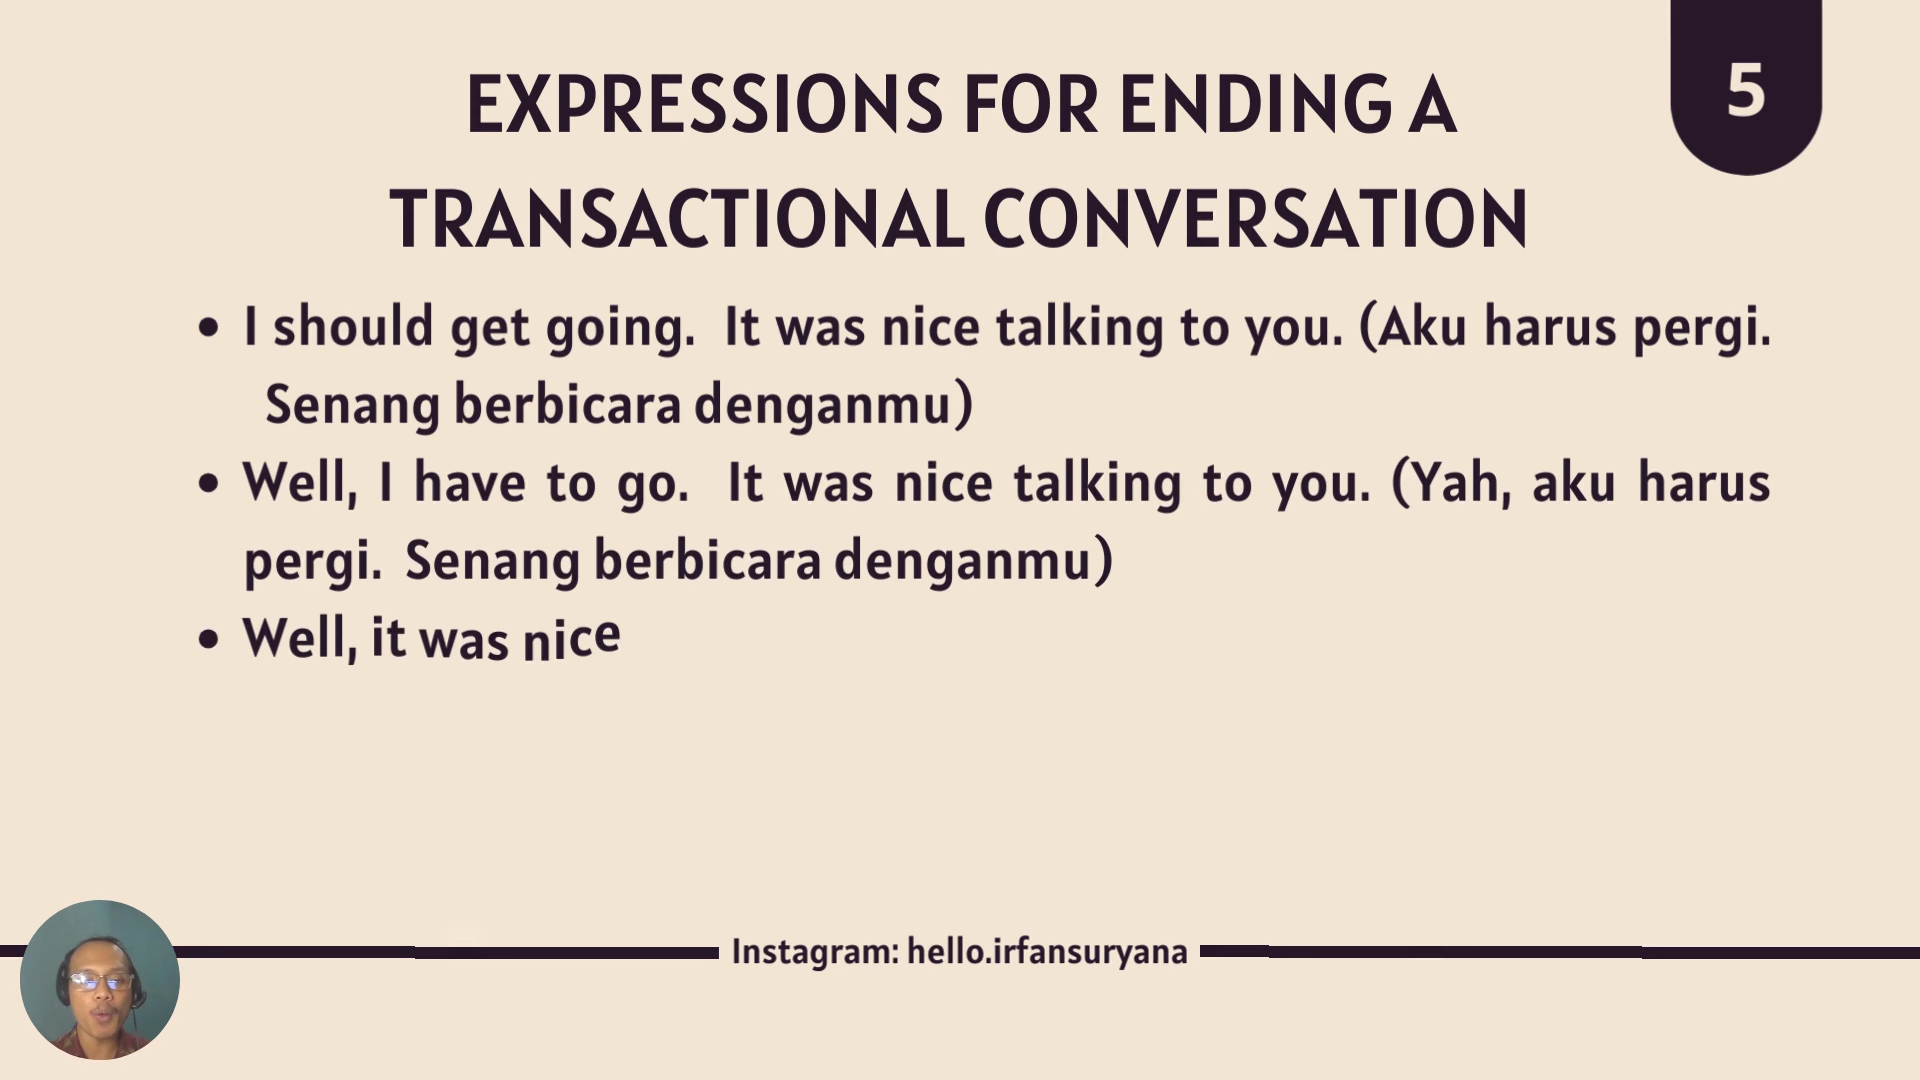 EXPRESSIONS FOR ENDING A
TRANSACTIONAL CONVERSATION
5
• I should get going.  It was nice talking to you. (Aku harus pergi.
Senang berbicara denganmu)
• Well, I have to go.  It was nice talking to you. (Yah, aku harus
pergi.  Senang berbicara denganmu)
• Well, it was nice
Instagram: hello.irfansuryana